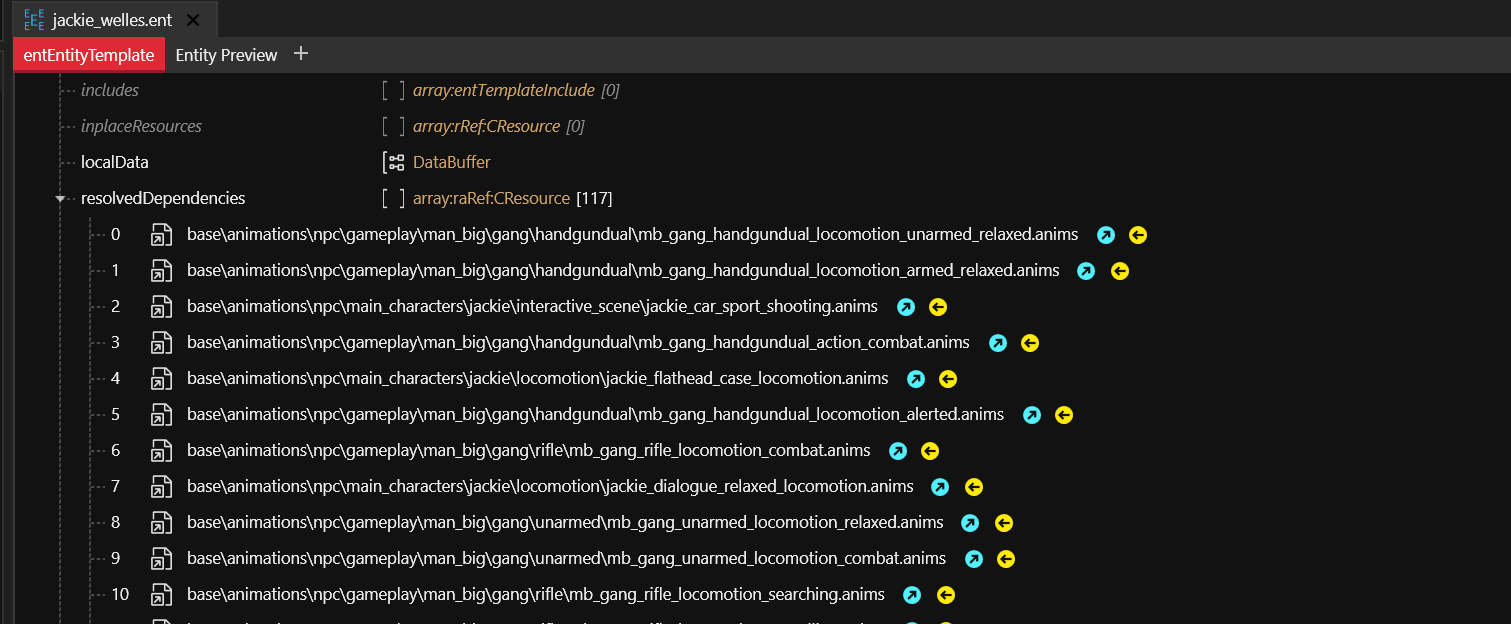 jackie_welles.ent
entEntityTemplate Entity Preview
includes [ ] array:entTemplateInclude [0]
inplaceResources [ ] array:rRef:CResource [0]
localData DataBuffer
resolvedDependencies [ ] array:raRef:CResource [117]
0 base\animations\npc\gameplay\man_big\gang\handgundual\mb_gang_handgundual_locomotion_unarmed_relaxed.anims
1 base\animations\npc\gameplay\man_big\gang\handgundual\mb_gang_handgundual_locomotion_armed_relaxed.anims
2 base\animations\npc\main_characters\jackie\interactive_scene\jackie_car_sport_shooting.anims
3 base\animations\npc\gameplay\man_big\gang\handgundual\mb_gang_handgundual_action_combat.anims
4 base\animations\npc\main_characters\jackie\locomotion\jackie_flathead_case_locomotion.anims
5 base\animations\npc\gameplay\man_big\gang\handgundual\mb_gang_handgundual_locomotion_alerted.anims
6 base\animations\npc\gameplay\man_big\gang\rifle\mb_gang_rifle_locomotion_combat.anims
7 base\animations\npc\main_characters\jackie\locomotion\jackie_dialogue_relaxed_locomotion.anims
8 base\animations\npc\gameplay\man_big\gang\unarmed\mb_gang_unarmed_locomotion_relaxed.anims
9 base\animations\npc\gameplay\man_big\gang\unarmed\mb_gang_unarmed_locomotion_combat.anims
10 base\animations\npc\gameplay\man_big\gang\rifle\mb_gang_rifle_locomotion_searching.anims